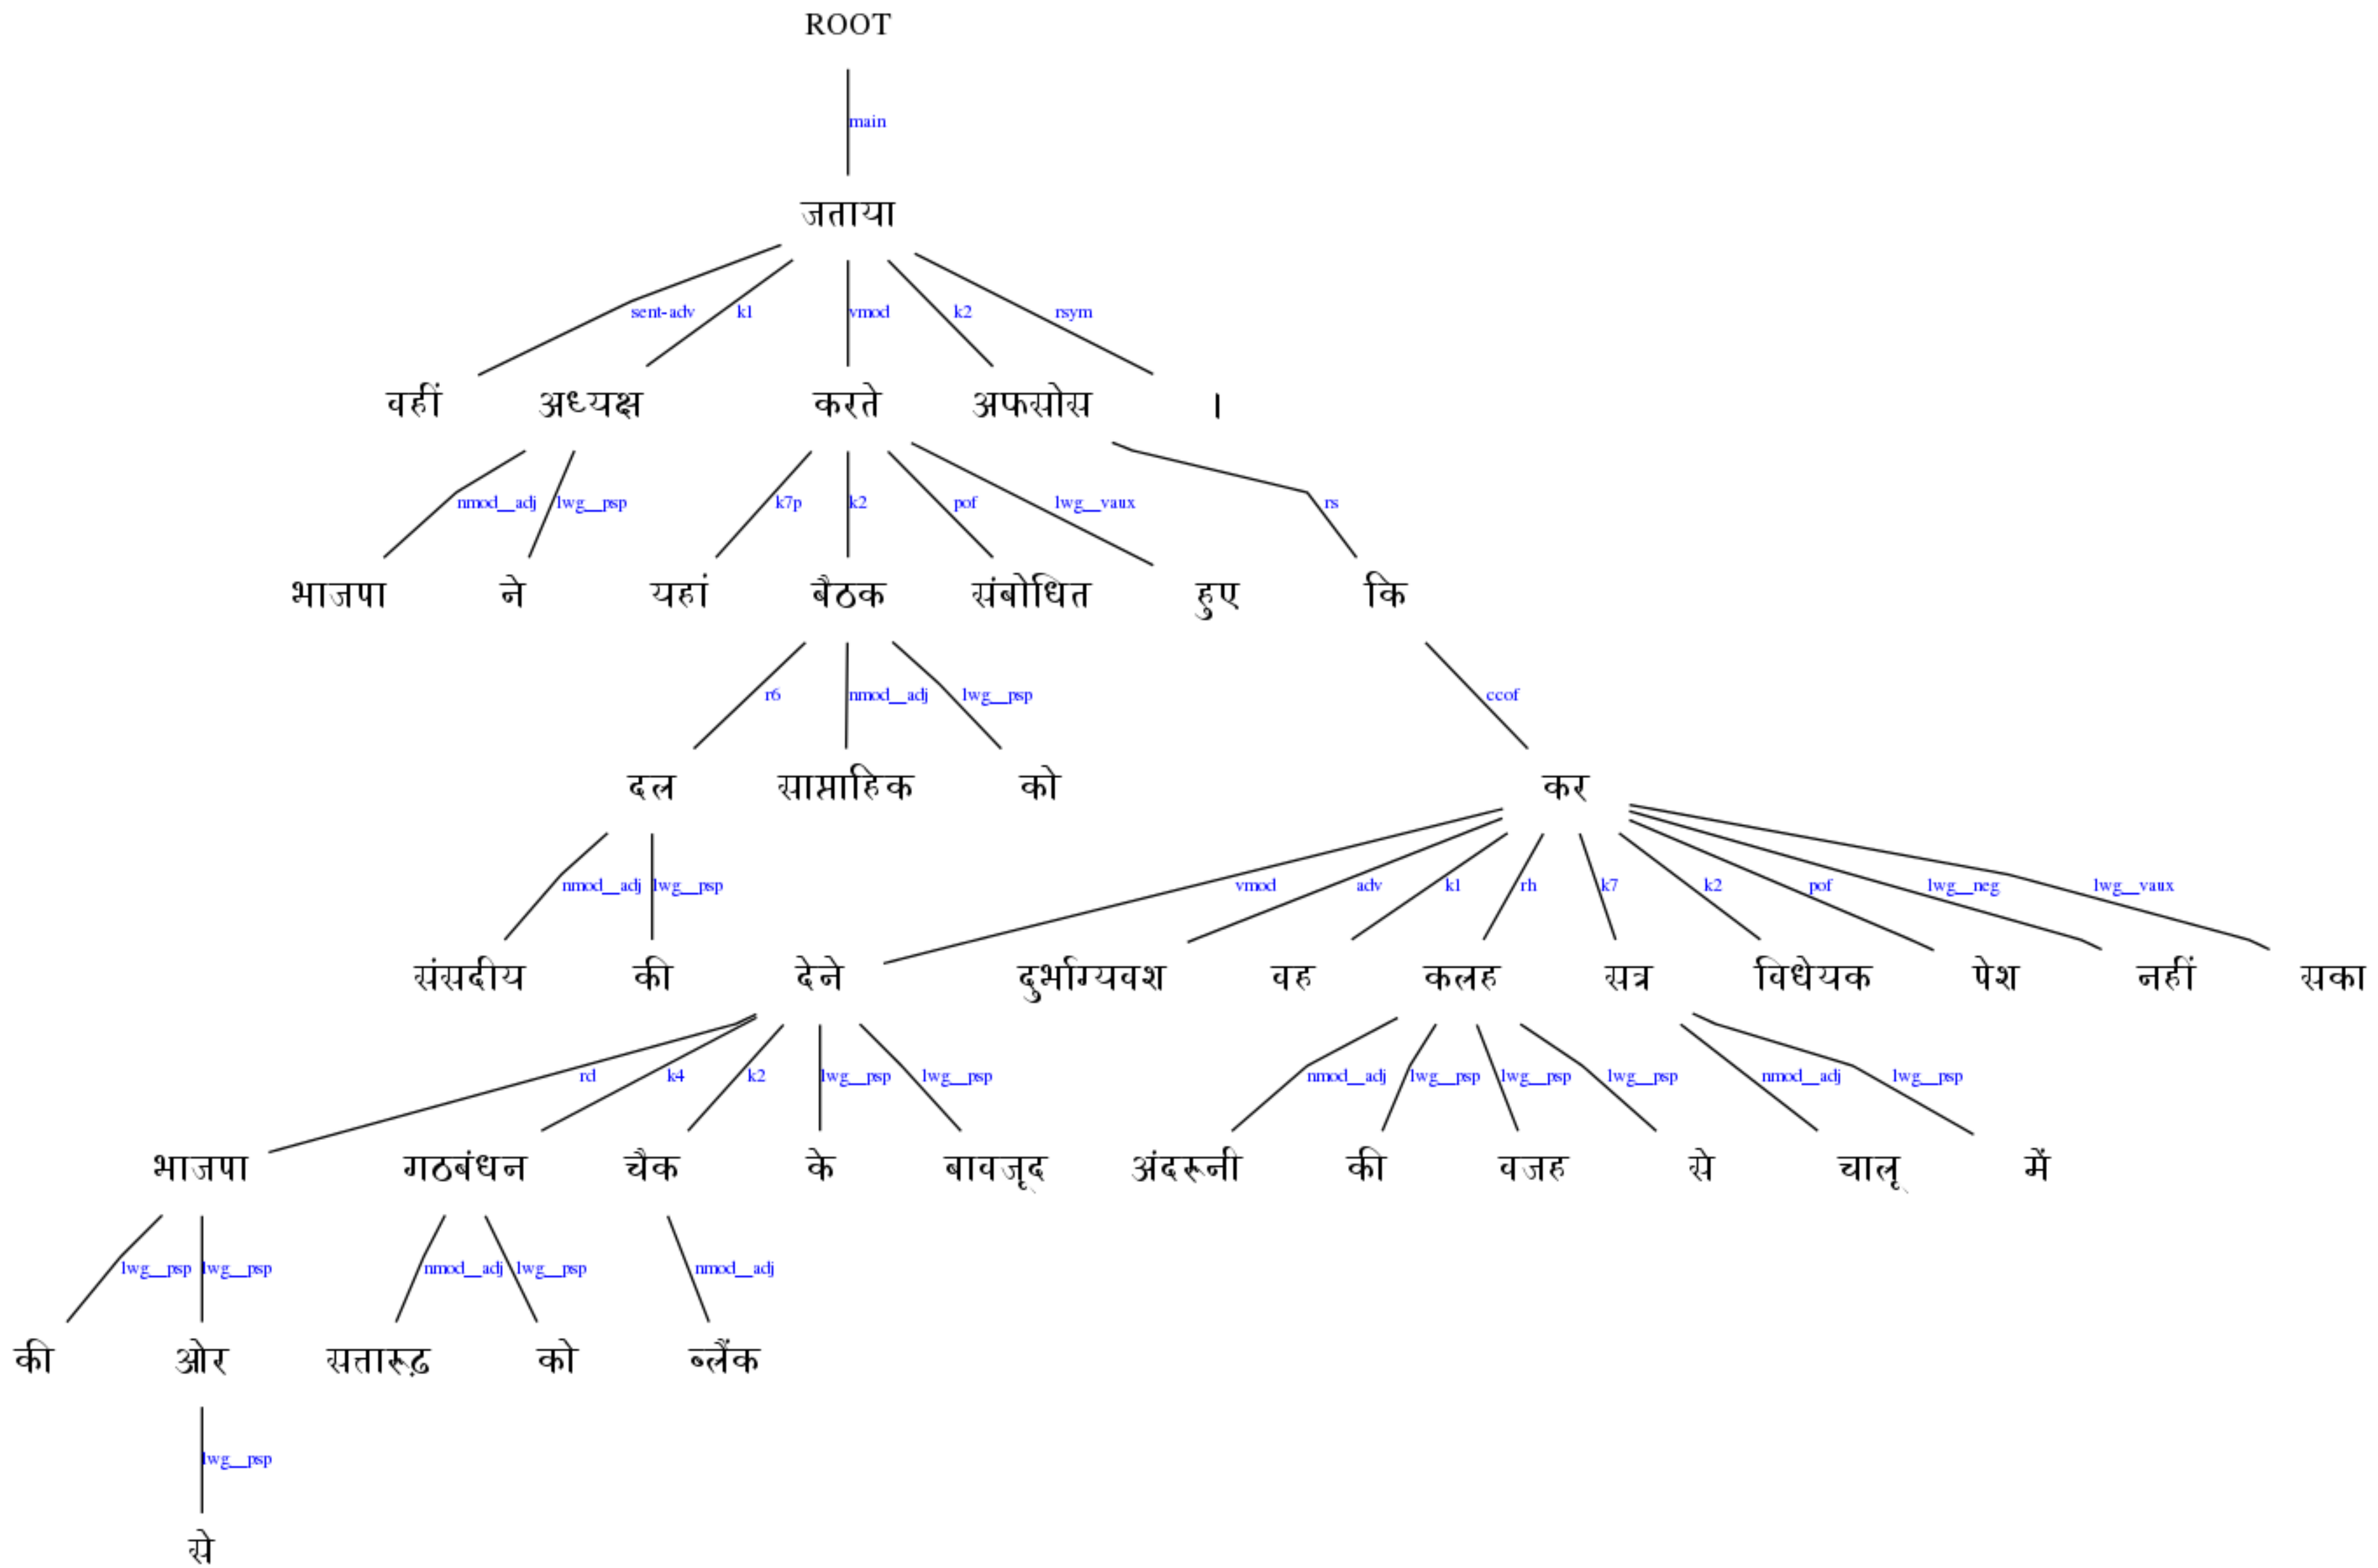 ROOT
main
जताया
sent-adv k1 vmod k2 rsym
वहीं अध्यक्ष करते अफसोस ।
nmod__adj lwg__psp k7p k2 pof lwg__vaux rs
भाजपा ने यहां बैठक संबोधित हुए कि
r6 nmod__adj lwg__psp ccof
दल साप्ताहिक को कर
nmod__adj lwg__psp vmod adv k1 rh k7 k2 pof lwg__neg lwg__vaux
संसदीय की देने दुर्भाग्यवश वह कलह सत्र विधेयक पेश नहीं सका
rd k4 k2 lwg__psp lwg__psp nmod__adj lwg__psp lwg__psp lwg__psp nmod__adj lwg__psp
भाजपा गठबंधन चैक के बावजूद अंदरूनी की वजह से चालू में
lwg__psp lwg__psp nmod__adj lwg__psp nmod__adj
की ओर सत्तारूढ़ को ब्लैंक
lwg__psp
से